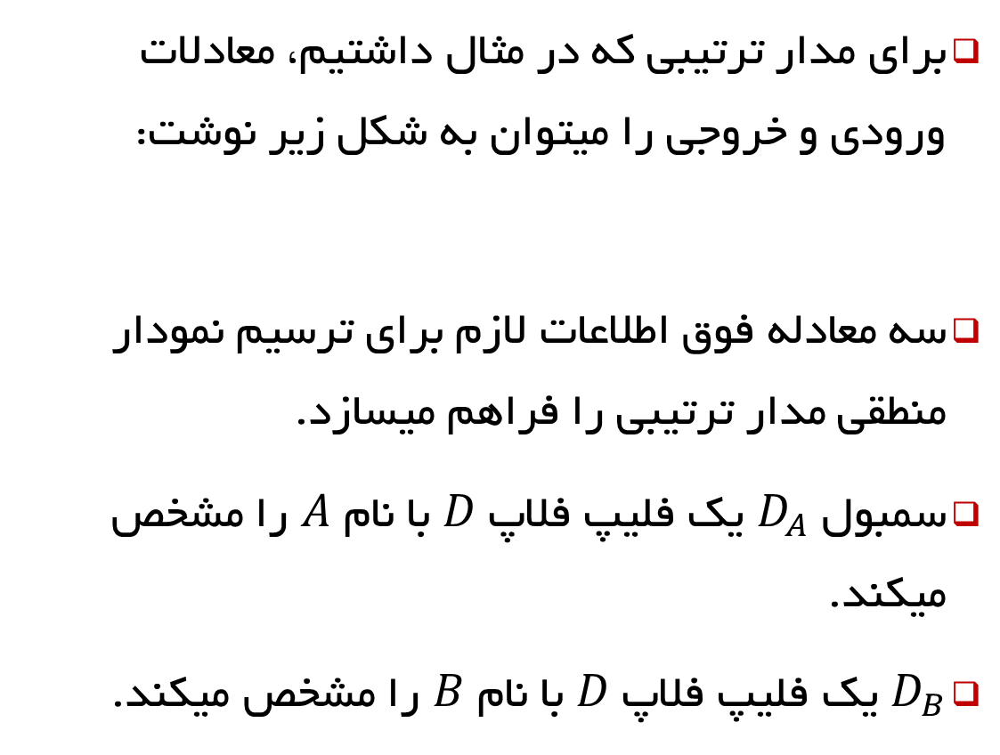 ❑برای مدار ترتیبی که در مثال داشتیم، معادلات
ورودی و خروجی را میتوان به شکل زیر نوشت:
❑سه معادله فوق اطلاعات لازم برای ترسیم نمودار
منطقی مدار ترتیبی را فراهم میسازد.
❑سمبول D_A یک فلیپ فلاپ D با نام A را مشخص
میکند.
❑D_B یک فلیپ فلاپ D با نام B را مشخص میکند.